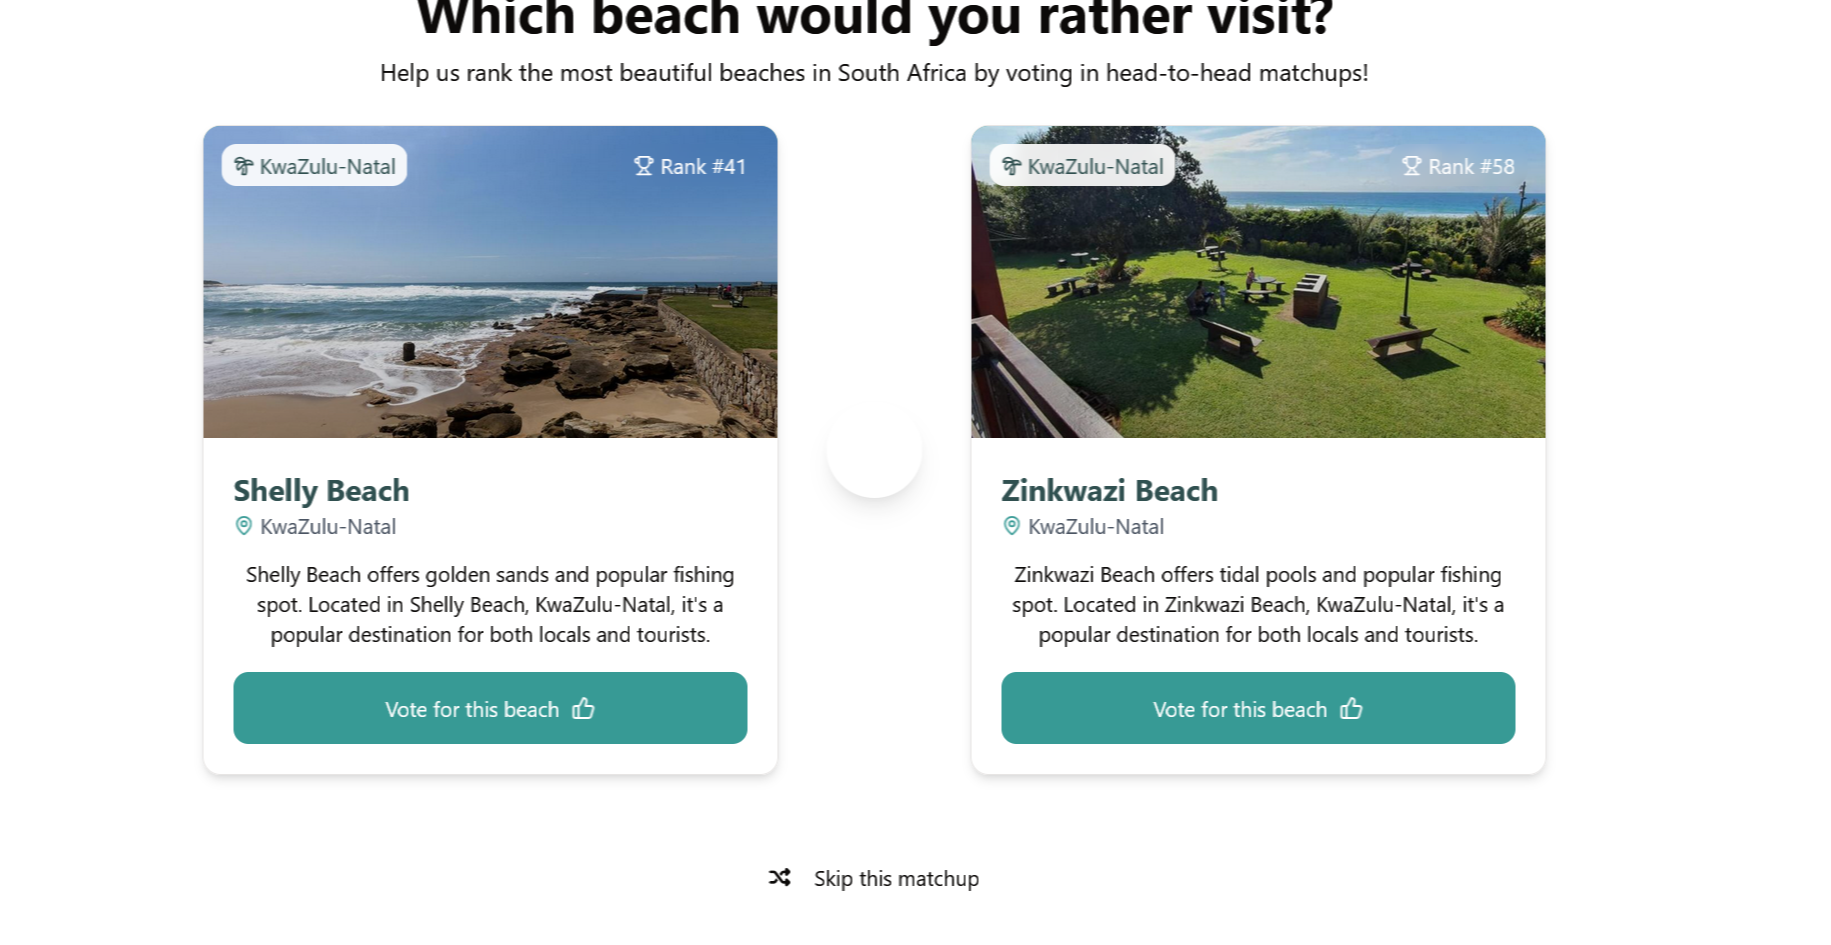 Which beach would you rather visit?
Help us rank the most beautiful beaches in South Africa by voting in head-to-head matchups!
KwaZulu-Natal
Rank #41
Shelly Beach
KwaZulu-Natal
Shelly Beach offers golden sands and popular fishing
spot. Located in Shelly Beach, KwaZulu-Natal, it's a
popular destination for both locals and tourists.
Vote for this beach
KwaZulu-Natal
Rank #58
Zinkwazi Beach
KwaZulu-Natal
Zinkwazi Beach offers tidal pools and popular fishing
spot. Located in Zinkwazi Beach, KwaZulu-Natal, it's a
popular destination for both locals and tourists.
Vote for this beach
Skip this matchup